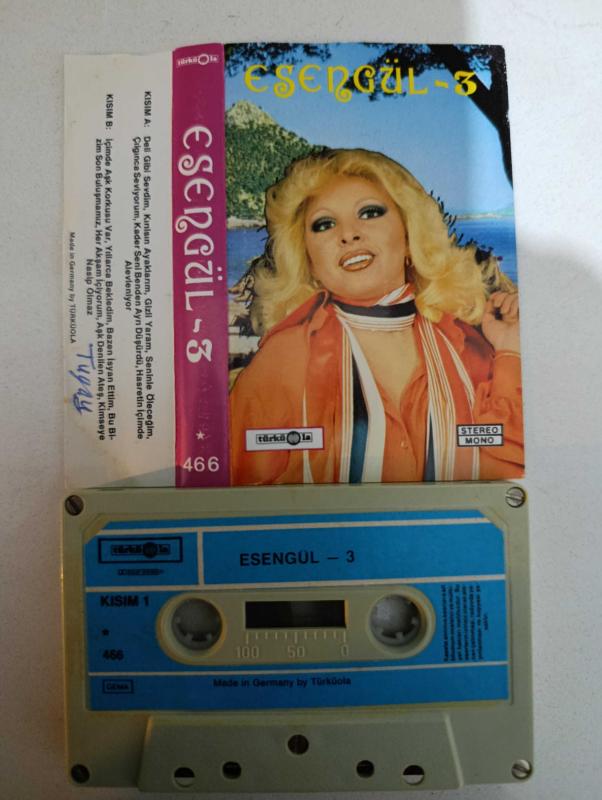 ESENGÜL - 3
türküola
STEREO
MONO
türküola
ESENGÜL - 3
466
KISIM A: Deli Gibi Sevdim, Kırılsın Ayaklarım, Gizli Yaram, Seninle Öleceğim,
Çılgınca Seviyorum, Kader Seni Benden Ayrı Düşürdü, Hasretin İçimde
Alevleniyor
KISIM B: İçimde Aşk Korkusu Var, Yıllarca Bekledim, Bazen İsyan Ettim, Bu Bi-
zim Son Buluşmamız, Her Akşam İçiyorum, Aşk Denilen Ateş, Kimseye
Nasip Olmaz
Made in Germany by TÜRKÜOLA
türküola
ESENGÜL – 3
KISIM 1
*
466
100 50 0
GEMA
Made in Germany by Türküola